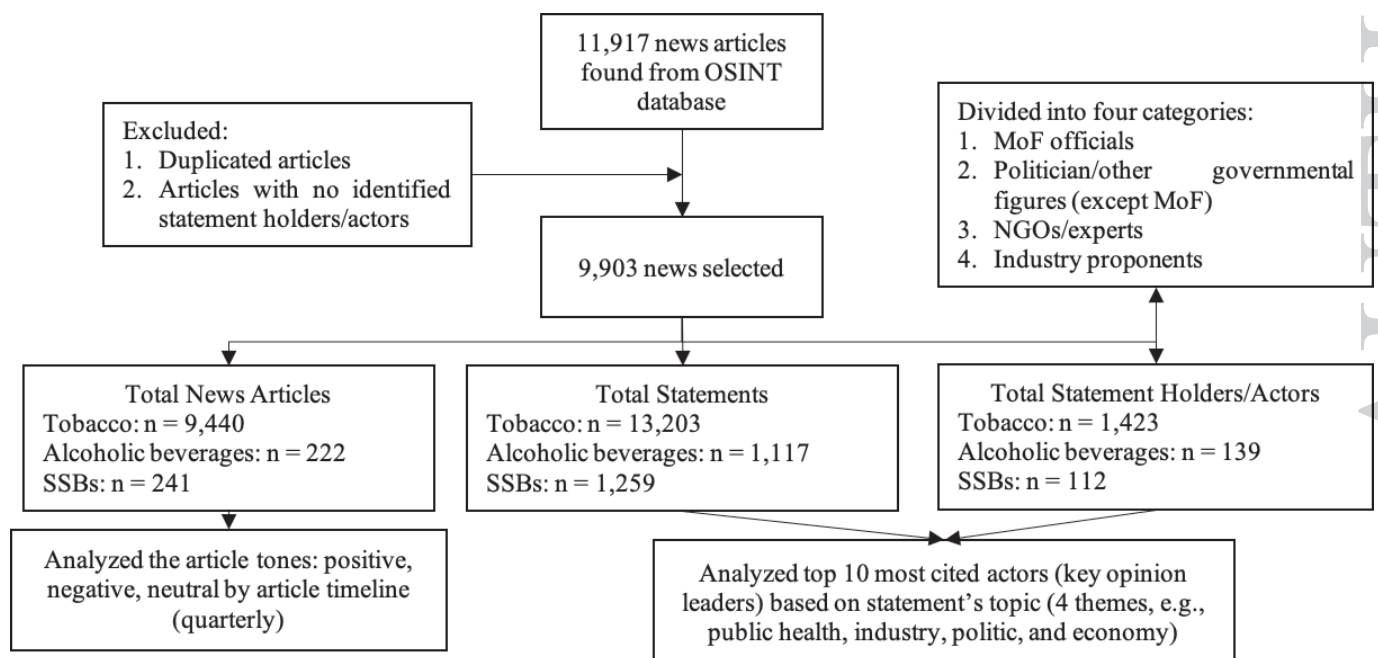 11,917 news articles
found from OSINT
database
Excluded:
1. Duplicated articles
2. Articles with no identified
statement holders/actors
Divided into four categories:
1. MoF officials
2. Politician/other governmental
figures (except MoF)
3. NGOs/experts
4. Industry proponents
9,903 news selected
Total News Articles
Tobacco: n = 9,440
Alcoholic beverages: n = 222
SSBs: n = 241
Total Statements
Tobacco: n = 13,203
Alcoholic beverages: n = 1,117
SSBs: n = 1,259
Total Statement Holders/Actors
Tobacco: n = 1,423
Alcoholic beverages: n = 139
SSBs: n = 112
Analyzed the article tones: positive,
negative, neutral by article timeline
(quarterly)
Analyzed top 10 most cited actors (key opinion
leaders) based on statement's topic (4 themes, e.g.,
public health, industry, politic, and economy)